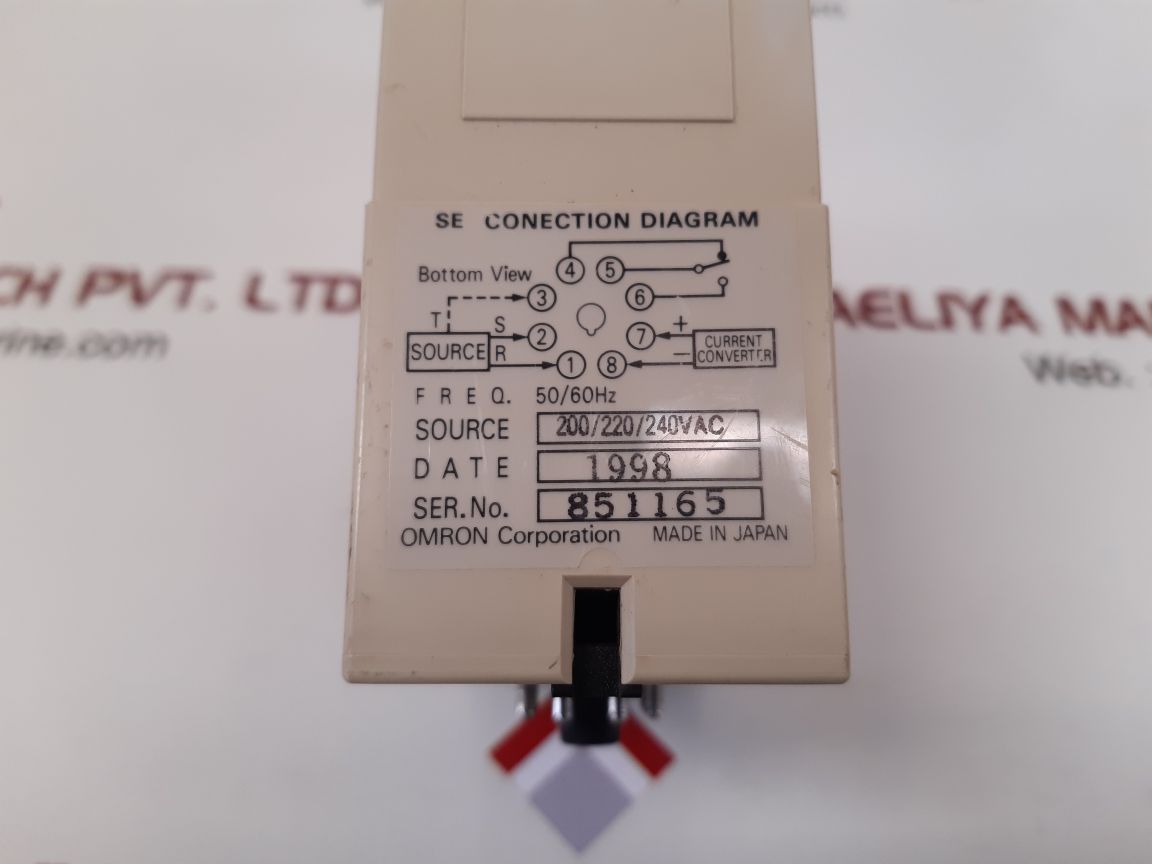 CH PVT. LTD
rine.com
AELIYA MA
Web.
SE CONECTION DIAGRAM
Bottom View
4 5
3 6
T
S
2 7 +
SOURCE
R
1 8 −
CURRENT
CONVERTER
FREQ. 50/60Hz
SOURCE 200/220/240VAC
DATE 1998
SER.No. 851165
OMRON Corporation MADE IN JAPAN